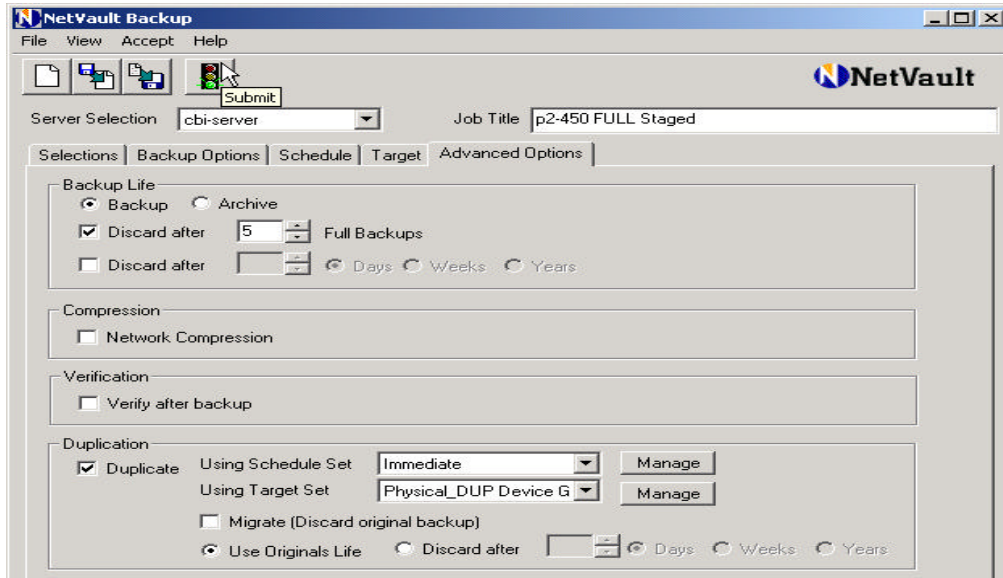 NetVault Backup
File View Accept Help
NetVault
Submit
Server Selection cbi-server Job Title p2-450 FULL Staged
Selections Backup Options Schedule Target Advanced Options
Backup Life
Backup Archive
Discard after 5 Full Backups
Discard after Days Weeks Years
Compression
Network Compression
Verification
Verify after backup
Duplication
Duplicate Using Schedule Set Immediate Manage
Using Target Set Physical_DUP Device G Manage
Migrate (Discard original backup)
Use Originals Life Discard after Days Weeks Years